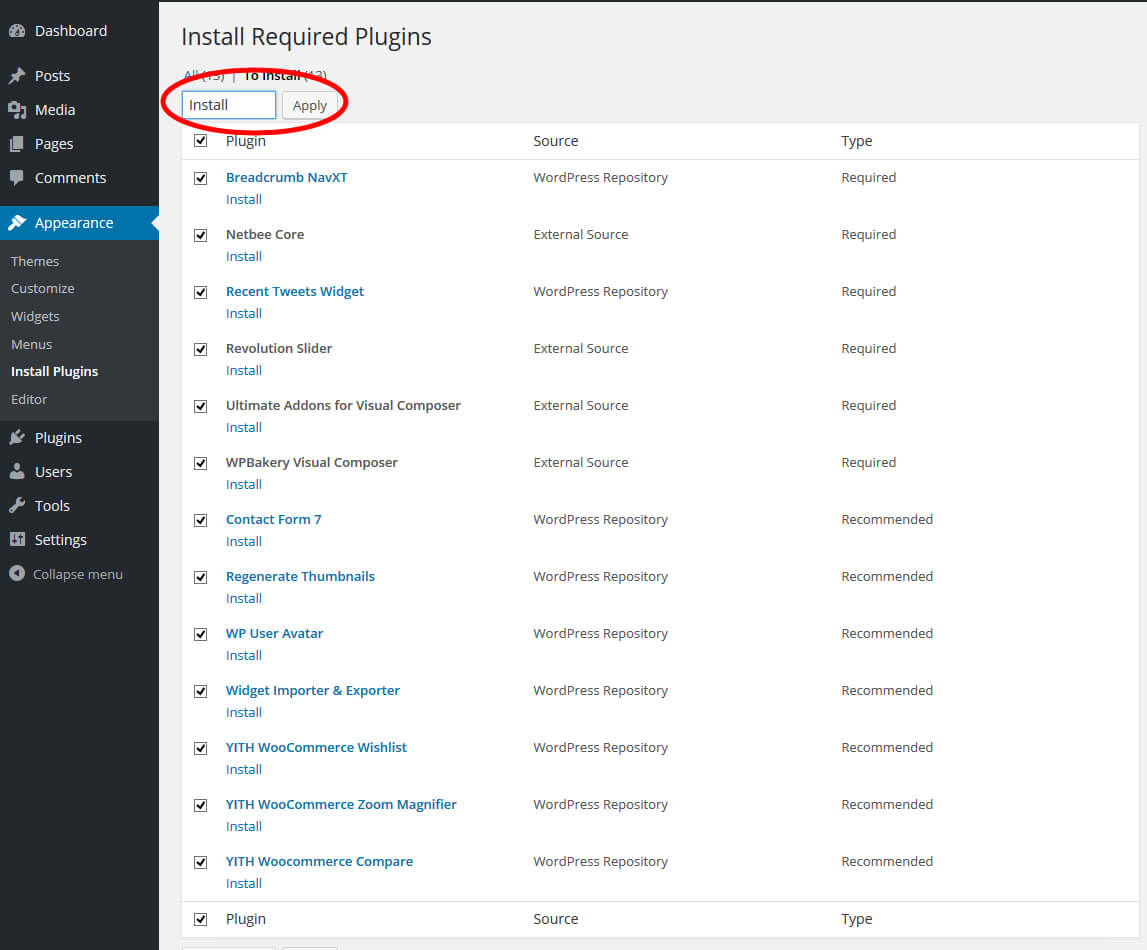 Dashboard
Posts
Media
Pages
Comments
Appearance
Themes
Customize
Widgets
Menus
Install Plugins
Editor
Plugins
Users
Tools
Settings
Collapse menu
Install Required Plugins
All (13) | To Install (13)
Install Apply
Plugin Source Type
Breadcrumb NavXT WordPress Repository Required
Install
Netbee Core External Source Required
Install
Recent Tweets Widget WordPress Repository Required
Install
Revolution Slider External Source Required
Install
Ultimate Addons for Visual Composer External Source Required
Install
WPBakery Visual Composer External Source Required
Install
Contact Form 7 WordPress Repository Recommended
Install
Regenerate Thumbnails WordPress Repository Recommended
Install
WP User Avatar WordPress Repository Recommended
Install
Widget Importer & Exporter WordPress Repository Recommended
Install
YITH WooCommerce Wishlist WordPress Repository Recommended
Install
YITH WooCommerce Zoom Magnifier WordPress Repository Recommended
Install
YITH Woocommerce Compare WordPress Repository Recommended
Install
Plugin Source Type